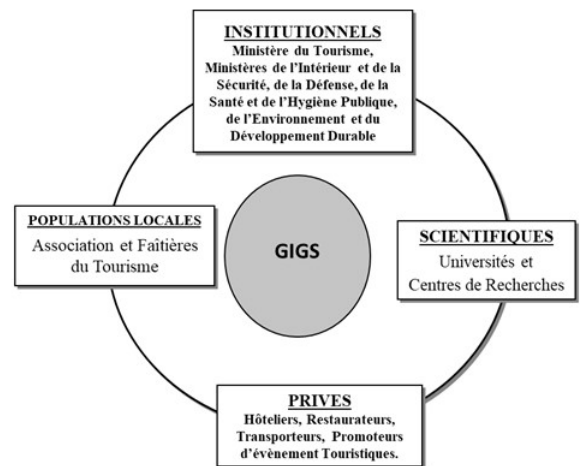 INSTITUTIONNELS
Ministère du Tourisme,
Ministères de l'Intérieur et de la
Sécurité, de la Défense, de la
Santé et de l'Hygiène Publique,
de l'Environnement et du
Développement Durable
POPULATIONS LOCALES
Association et Faîtières
du Tourisme
GIGS
SCIENTIFIQUES
Universités et
Centres de Recherches
PRIVES
Hôteliers, Restaurateurs,
Transporteurs, Promoteurs
d'évènement Touristiques.